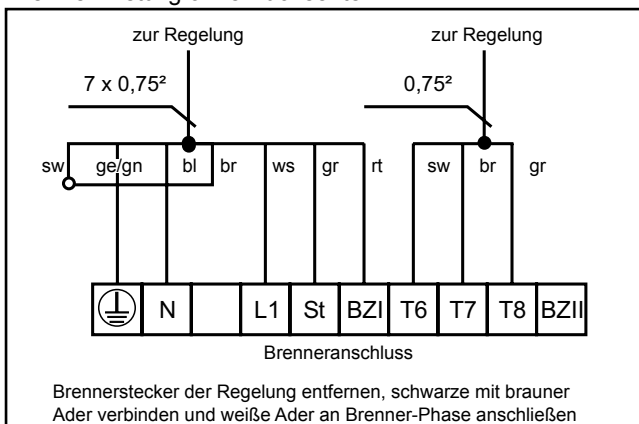 zur Regelung
zur Regelung
7 x 0,75²
0,75²
sw ge/gn bl br ws gr rt sw br gr
N L1 St BZI T6 T7 T8 BZII
Brenneranschluss
Brennerstecker der Regelung entfernen, schwarze mit brauner
Ader verbinden und weiße Ader an Brenner-Phase anschließen